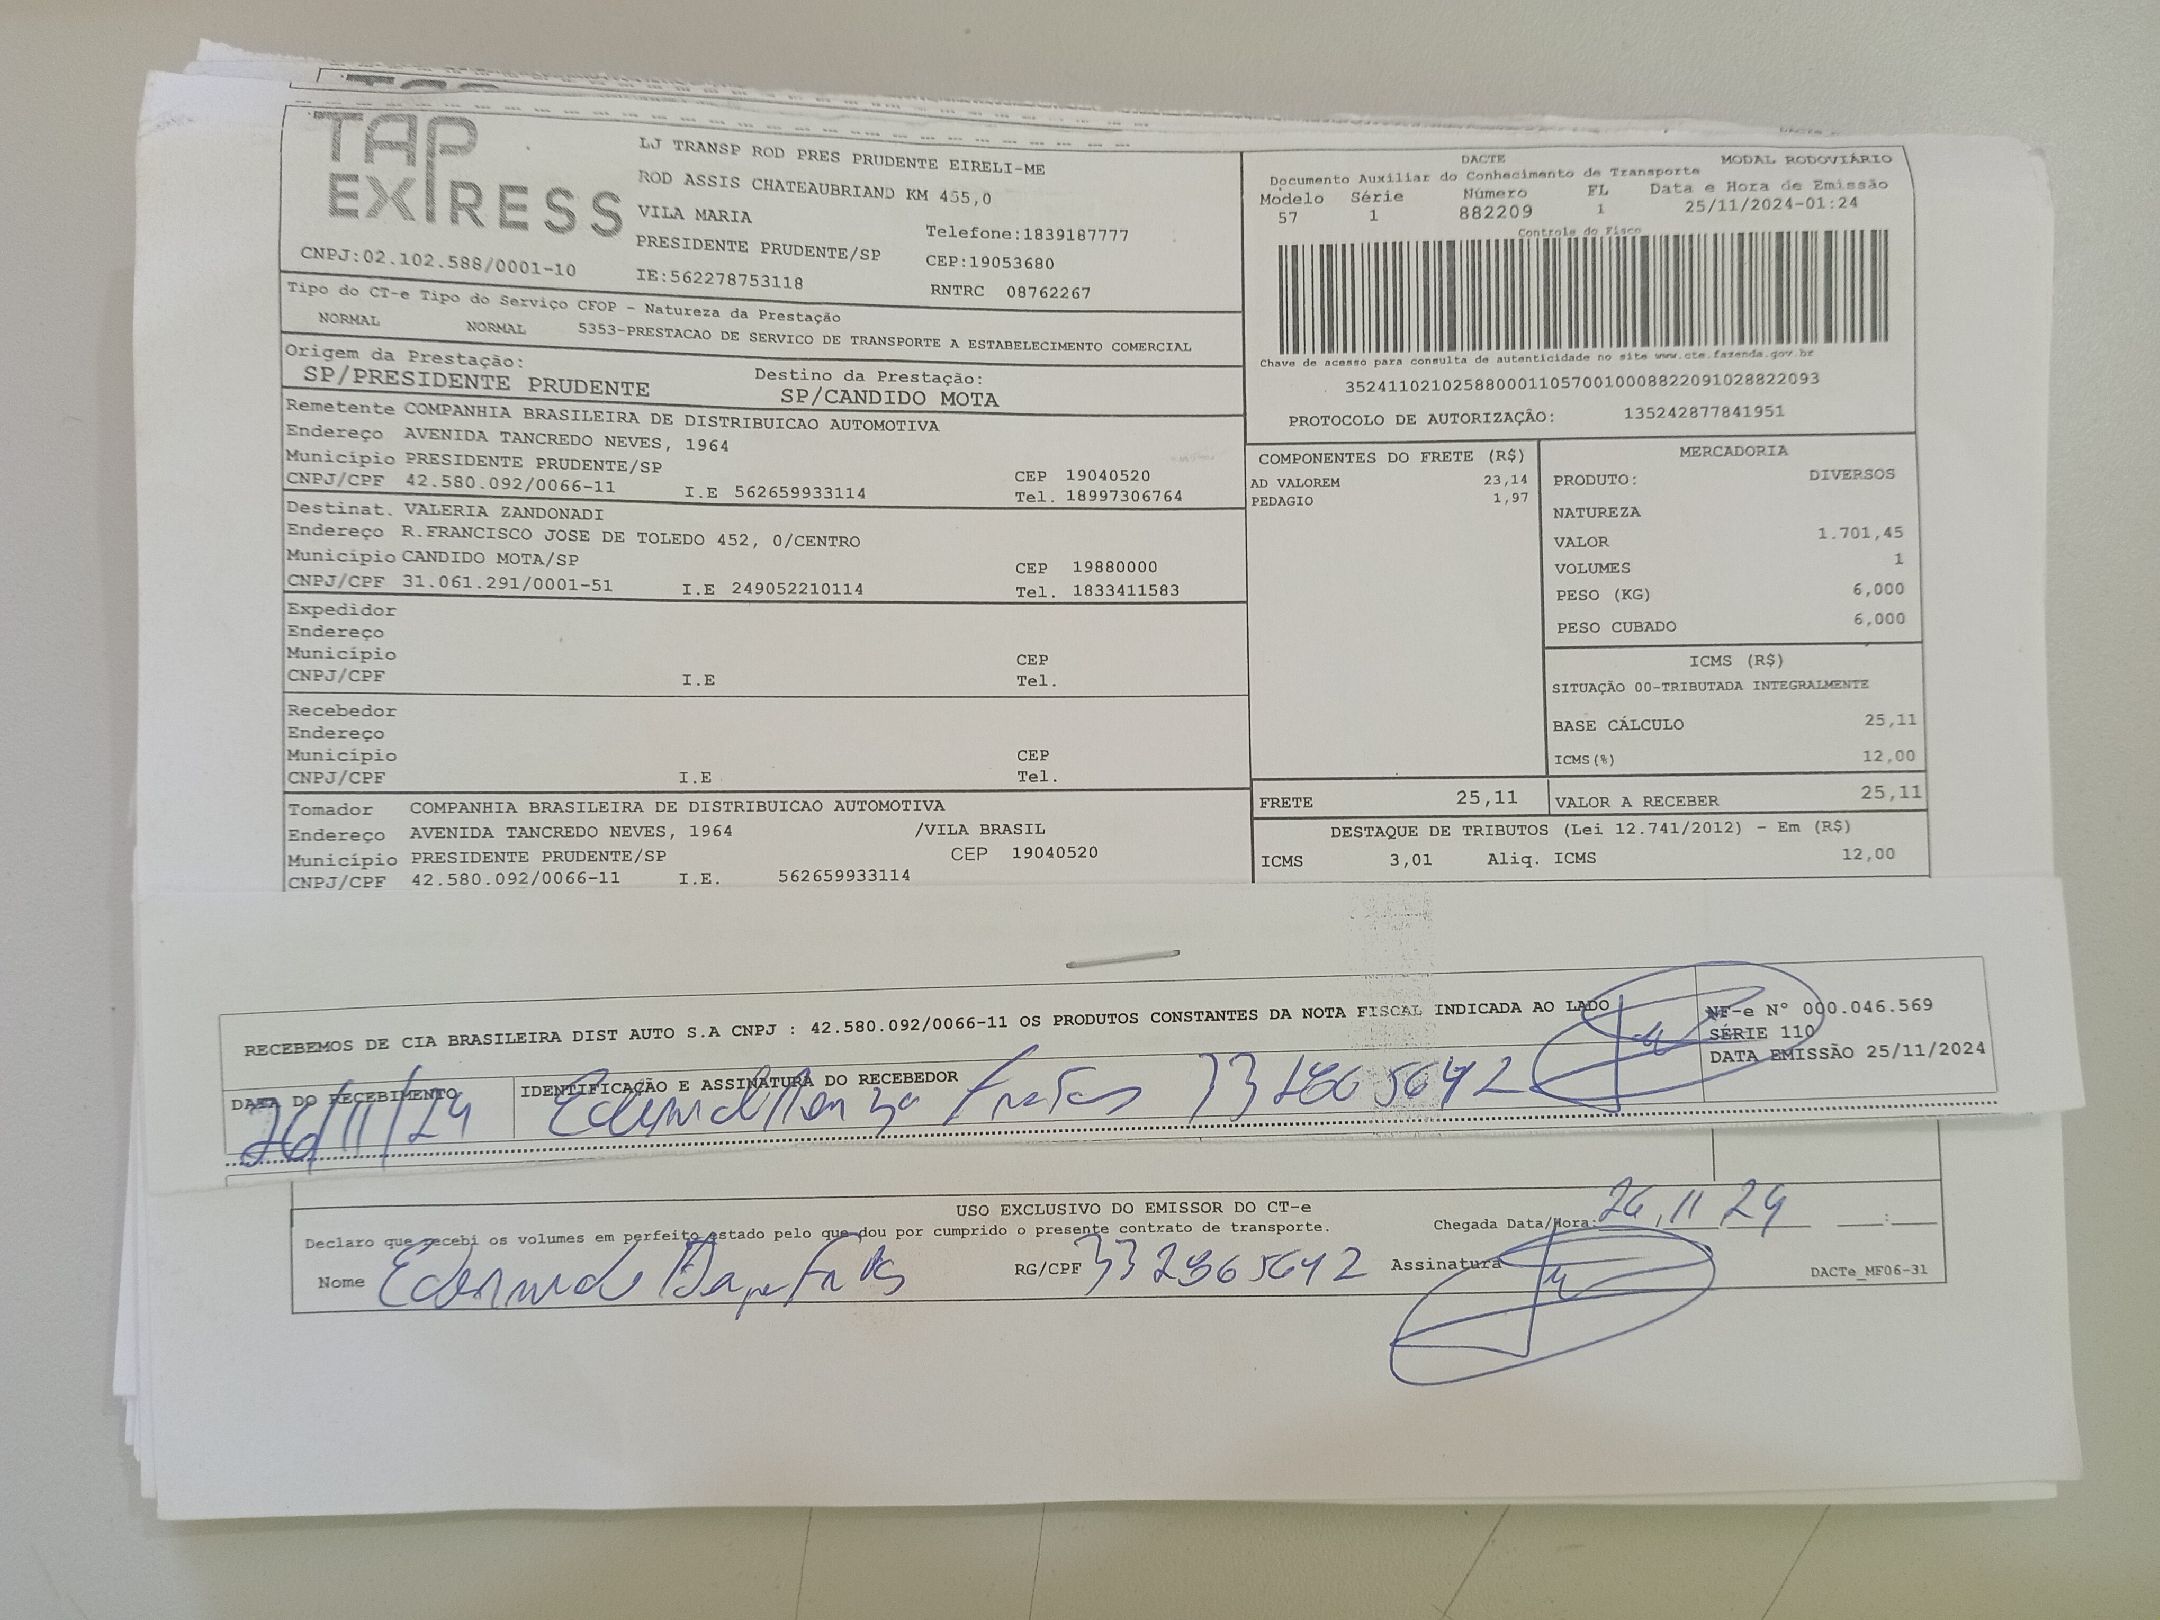 TAP
EXPRESS
CNPJ:02.102.588/0001-10
LJ TRANSP ROD PRES PRUDENTE EIRELI-ME
ROD ASSIS CHATEAUBRIAND KM 455,0
VILA MARIA
Telefone:1839187777
PRESIDENTE PRUDENTE/SP CEP:19053680
IE:562278753118 RNTRC 08762267
DACTE MODAL RODOVIÁRIO
Documento Auxiliar do Conhecimento de Transporte
Modelo Série Número FL Data e Hora de Emissão
57 1 882209 1 25/11/2024-01:24
Controle do Fisco
Chave de acesso para consulta de autenticidade no site www.cte.fazenda.gov.br
35241102102588000110570010008822091028822093
PROTOCOLO DE AUTORIZAÇÃO: 135242877841951
Tipo do CT-e Tipo do Serviço CFOP - Natureza da Prestação
NORMAL NORMAL 5353-PRESTACAO DE SERVICO DE TRANSPORTE A ESTABELECIMENTO COMERCIAL
Origem da Prestação: Destino da Prestação:
SP/PRESIDENTE PRUDENTE SP/CANDIDO MOTA
Remetente COMPANHIA BRASILEIRA DE DISTRIBUICAO AUTOMOTIVA
Endereço AVENIDA TANCREDO NEVES, 1964
Município PRESIDENTE PRUDENTE/SP CEP 19040520
CNPJ/CPF 42.580.092/0066-11 I.E 562659933114 Tel. 18997306764
Destinat. VALERIA ZANDONADI
Endereço R.FRANCISCO JOSE DE TOLEDO 452, 0/CENTRO
Município CANDIDO MOTA/SP CEP 19880000
CNPJ/CPF 31.061.291/0001-51 I.E 249052210114 Tel. 1833411583
Expedidor
Endereço
Município CEP
CNPJ/CPF I.E Tel.
Recebedor
Endereço
Município CEP
CNPJ/CPF I.E Tel.
Tomador COMPANHIA BRASILEIRA DE DISTRIBUICAO AUTOMOTIVA
Endereço AVENIDA TANCREDO NEVES, 1964 /VILA BRASIL
Município PRESIDENTE PRUDENTE/SP CEP 19040520
CNPJ/CPF 42.580.092/0066-11 I.E. 562659933114
COMPONENTES DO FRETE (R$)
AD VALOREM 23,14
PEDAGIO 1,97
MERCADORIA
PRODUTO: DIVERSOS
NATUREZA
VALOR 1.701,45
VOLUMES 1
PESO (KG) 6,000
PESO CUBADO 6,000
ICMS (R$)
SITUAÇÃO 00-TRIBUTADA INTEGRALMENTE
BASE CÁLCULO 25,11
ICMS(%) 12,00
FRETE 25,11 VALOR A RECEBER 25,11
DESTAQUE DE TRIBUTOS (Lei 12.741/2012) - Em (R$)
ICMS 3,01 Aliq. ICMS 12,00
RECEBEMOS DE CIA BRASILEIRA DIST AUTO S.A CNPJ : 42.580.092/0066-11 OS PRODUTOS CONSTANTES DA NOTA FISCAL INDICADA AO LADO
NF-e Nº 000.046.569
SÉRIE 110
DATA EMISSÃO 25/11/2024
DATA DO RECEBIMENTO IDENTIFICAÇÃO E ASSINATURA DO RECEBEDOR
26/11/24
USO EXCLUSIVO DO EMISSOR DO CT-e
Declaro que recebi os volumes em perfeito estado pelo que dou por cumprido o presente contrato de transporte.
Chegada Data/Hora: 26,11 24 :
Nome RG/CPF 332965642 Assinatura
DACTe_MF06-31